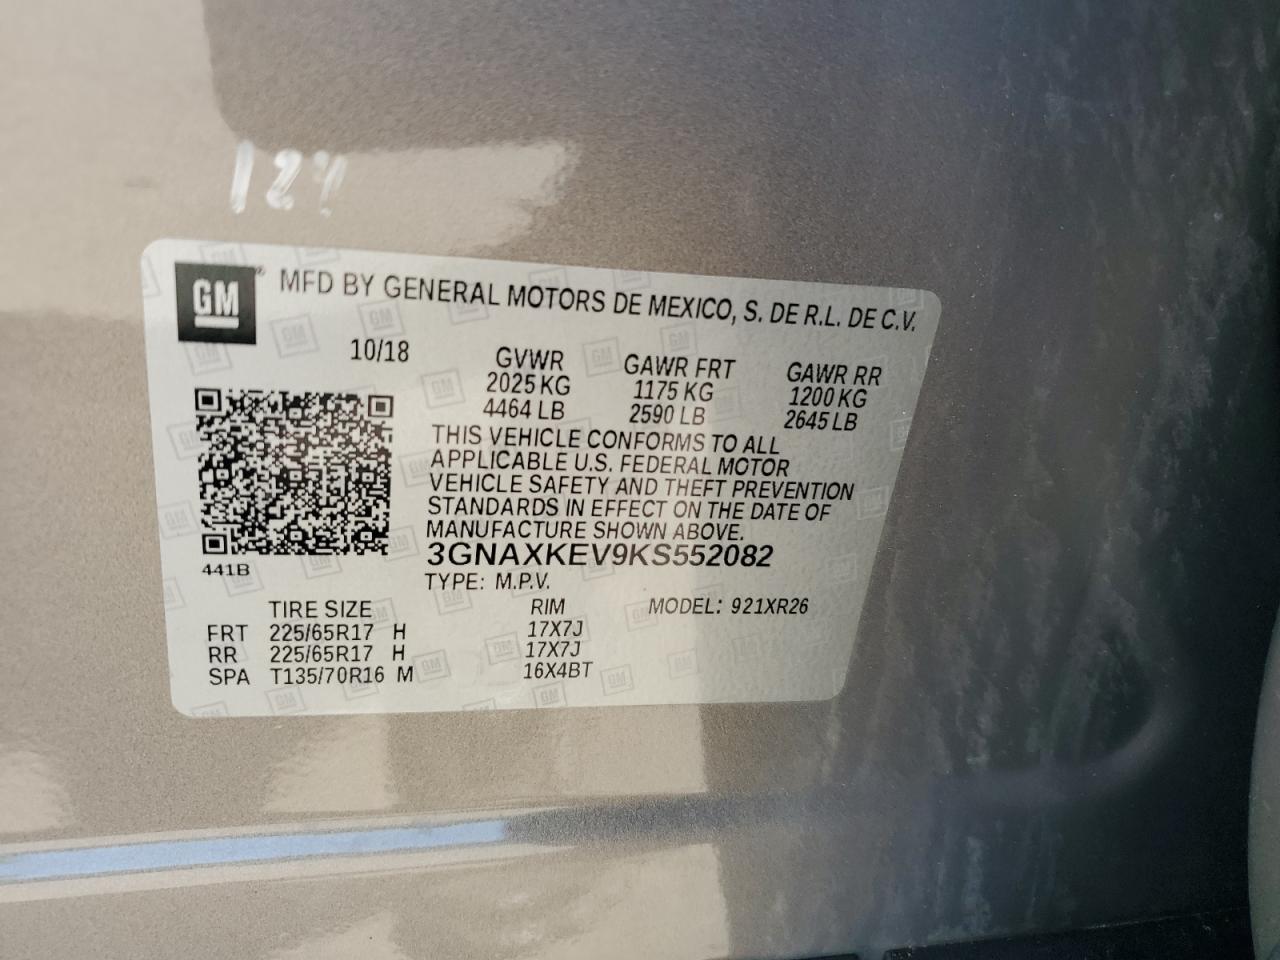 GM® MFD BY GENERAL MOTORS DE MEXICO, S. DE R.L. DE C.V.
10/18 GVWR GAWR FRT GAWR RR
2025 KG 1175 KG 1200 KG
4464 LB 2590 LB 2645 LB
THIS VEHICLE CONFORMS TO ALL
APPLICABLE U.S. FEDERAL MOTOR
VEHICLE SAFETY AND THEFT PREVENTION
STANDARDS IN EFFECT ON THE DATE OF
MANUFACTURE SHOWN ABOVE.
3GNAXKEV9KS552082
441B
TYPE: M.P.V.
TIRE SIZE RIM MODEL: 921XR26
FRT 225/65R17 H 17X7J
RR 225/65R17 H 17X7J
SPA T135/70R16 M 16X4BT